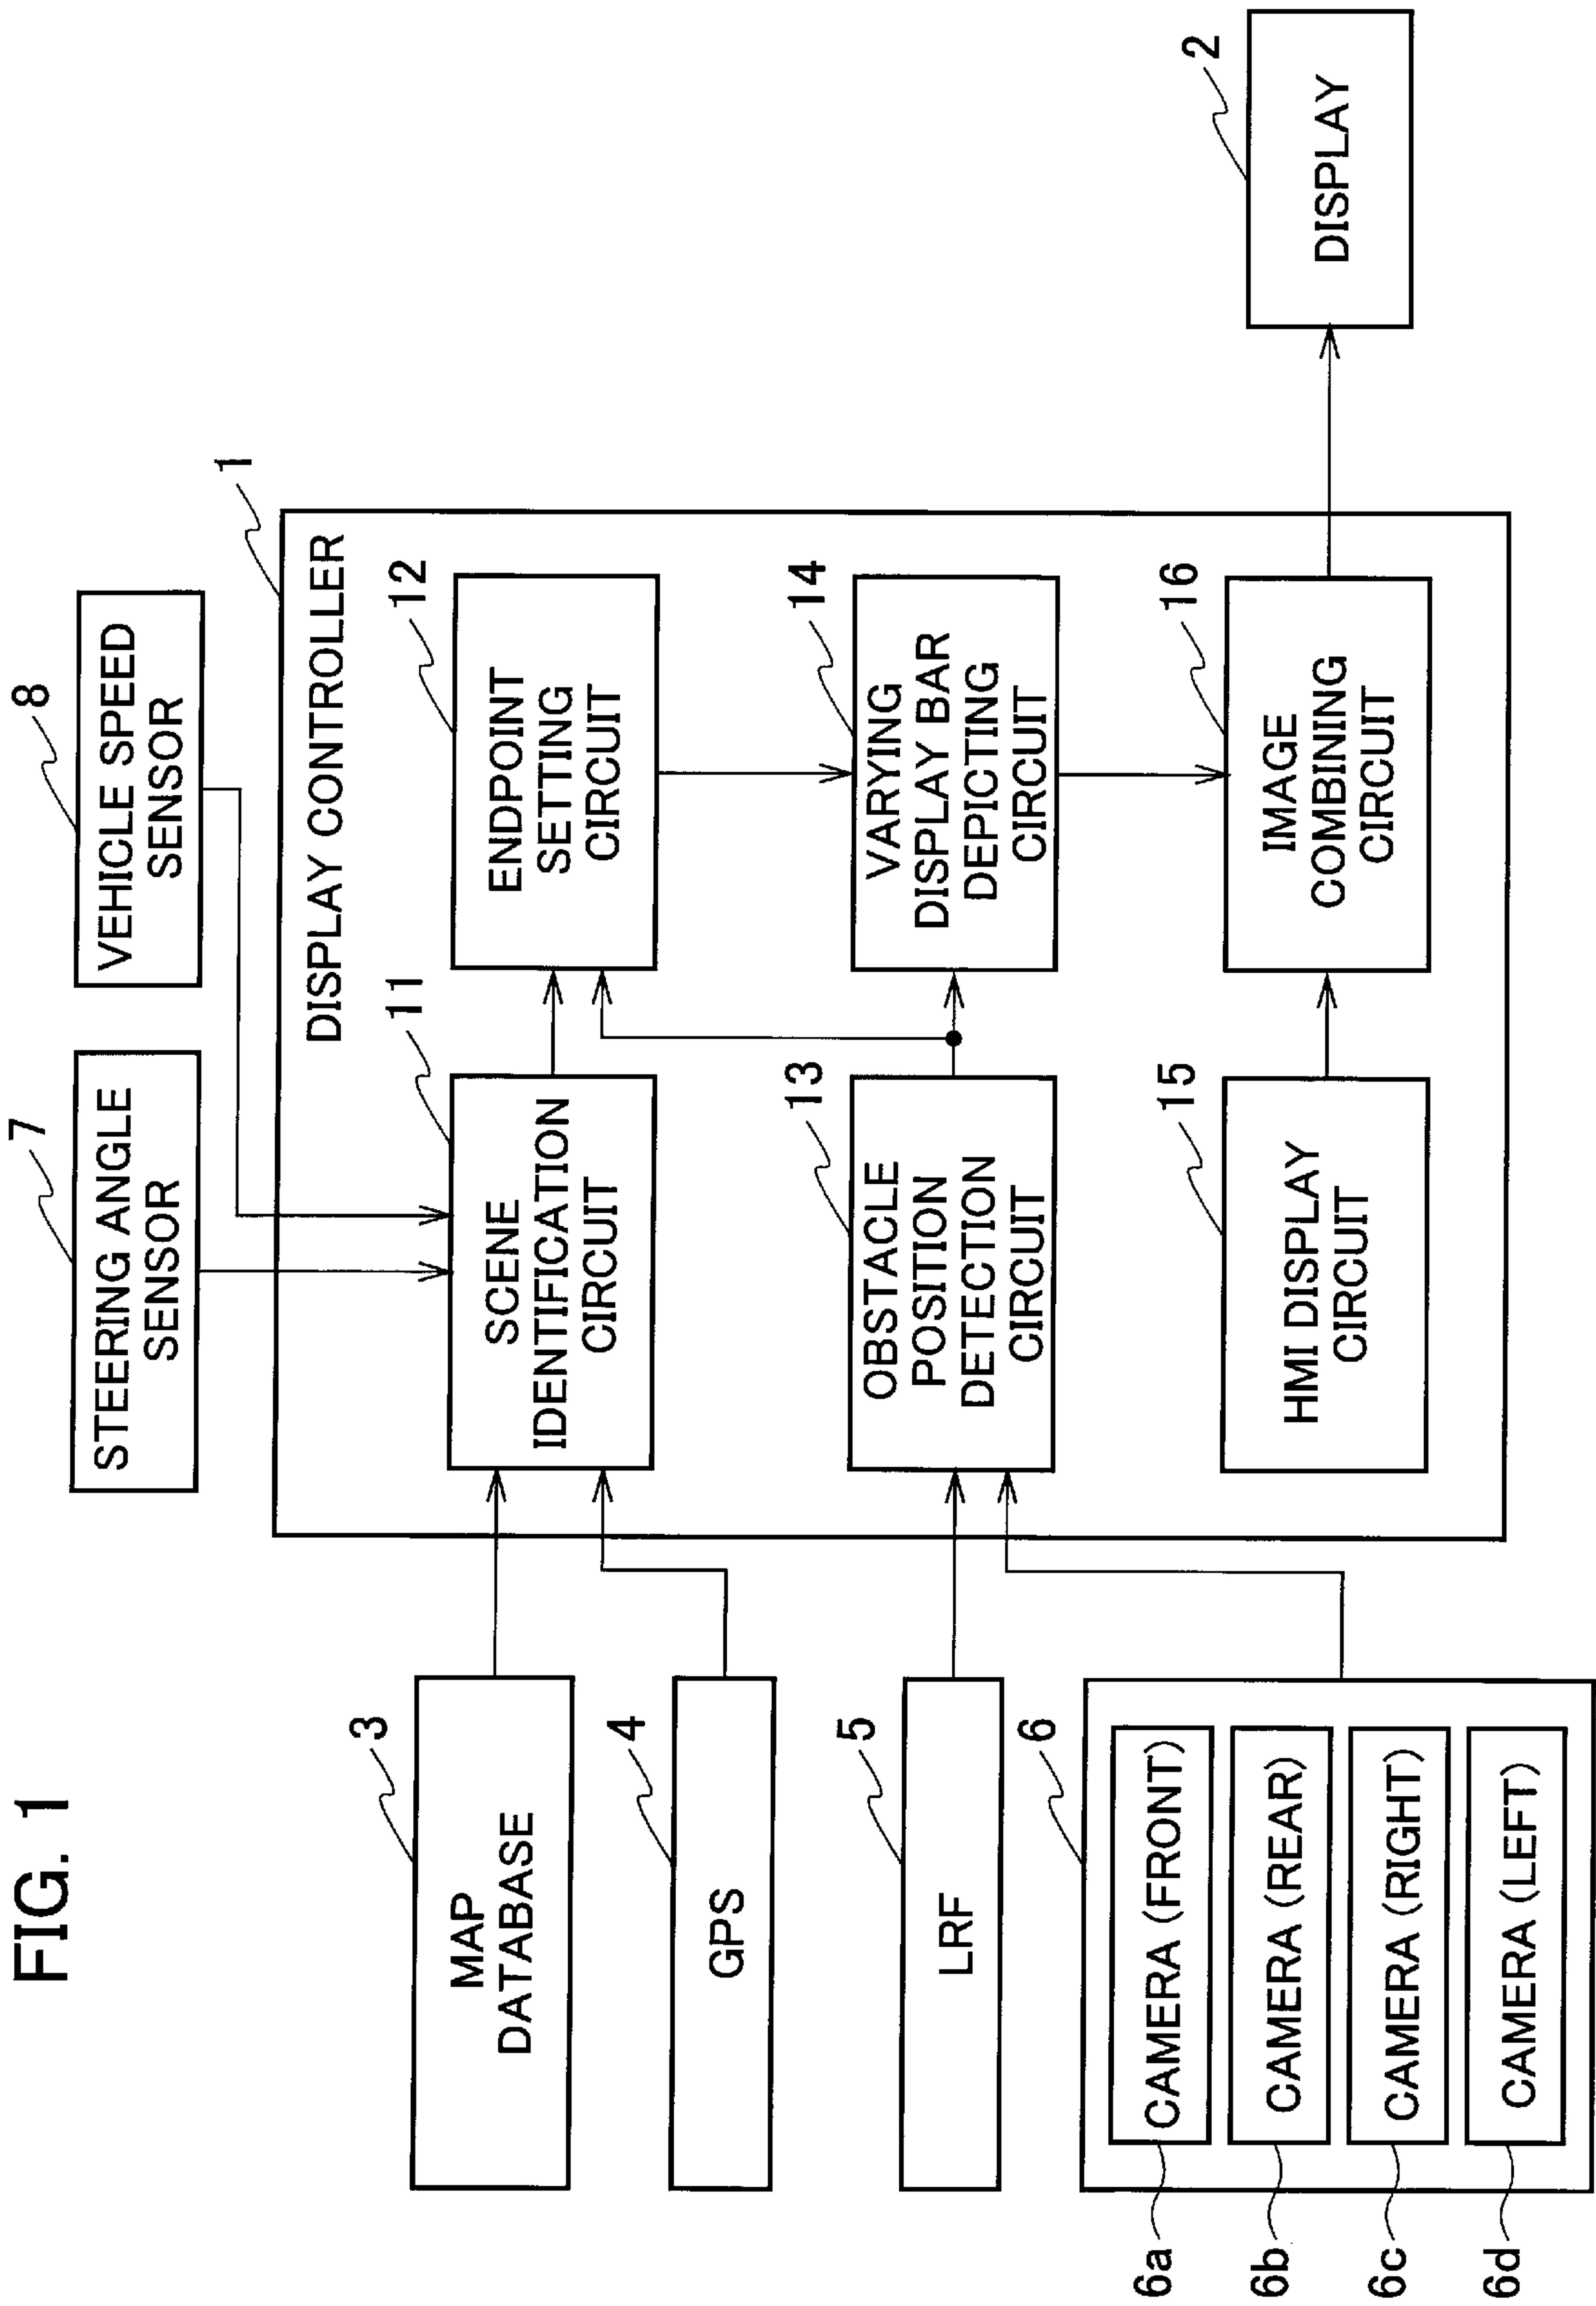 FIG. 1
7
STEERING ANGLE
SENSOR
8
VEHICLE SPEED
SENSOR
1
DISPLAY CONTROLLER
3
MAP
DATABASE
11
SCENE
IDENTIFICATION
CIRCUIT
12
ENDPOINT
SETTING
CIRCUIT
4
GPS
5
LRF
13
OBSTACLE
POSITION
DETECTION
CIRCUIT
14
VARYING
DISPLAY BAR
DEPICTING
CIRCUIT
6
6a
CAMERA (FRONT)
6b
CAMERA (REAR)
6c
CAMERA (RIGHT)
6d
CAMERA (LEFT)
15
HMI DISPLAY
CIRCUIT
16
IMAGE
COMBINING
CIRCUIT
2
DISPLAY